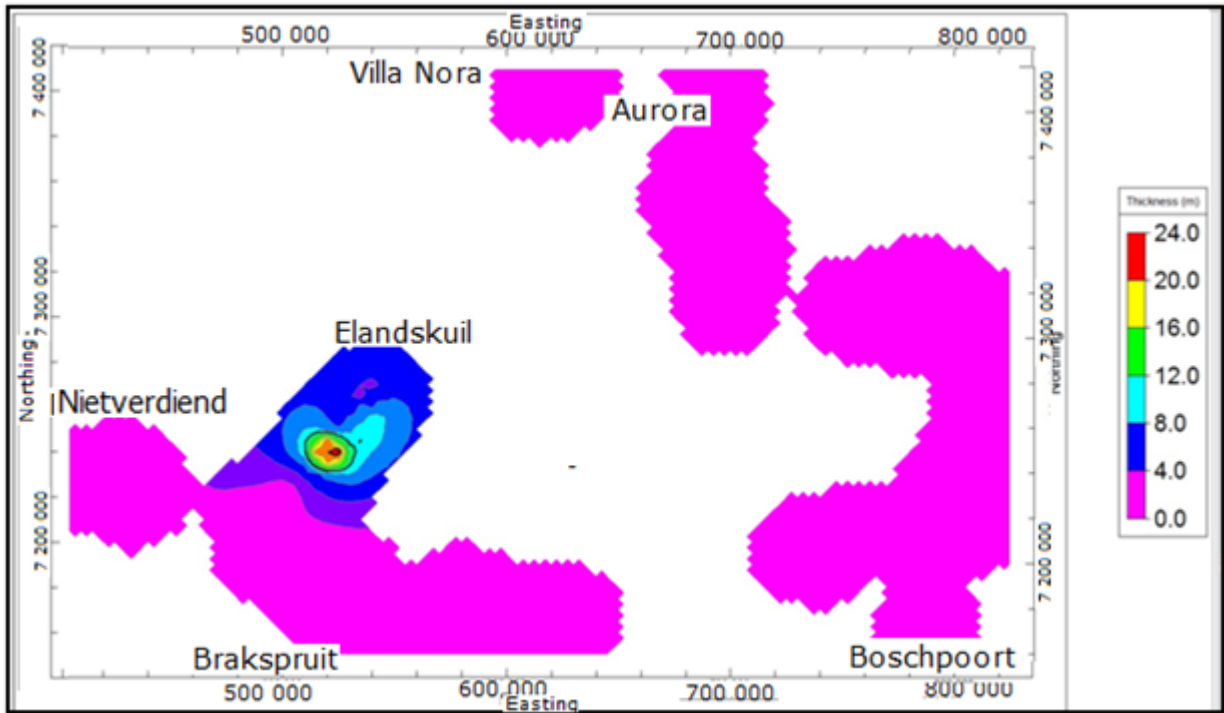 Easting
500 000
600 000
700 000
800 000
Villa Nora
Aurora
7 400 000
7 400 000
Thickness (m)
24.0
20.0
16.0
12.0
8.0
4.0
0.0
7 300 000
7 300 000
Northing
Northing
Elandskuil
Nietverdiend
7 200 000
7 200 000
Brakspruit
Boschpoort
500 000
600 000
700 000
800 000
Easting